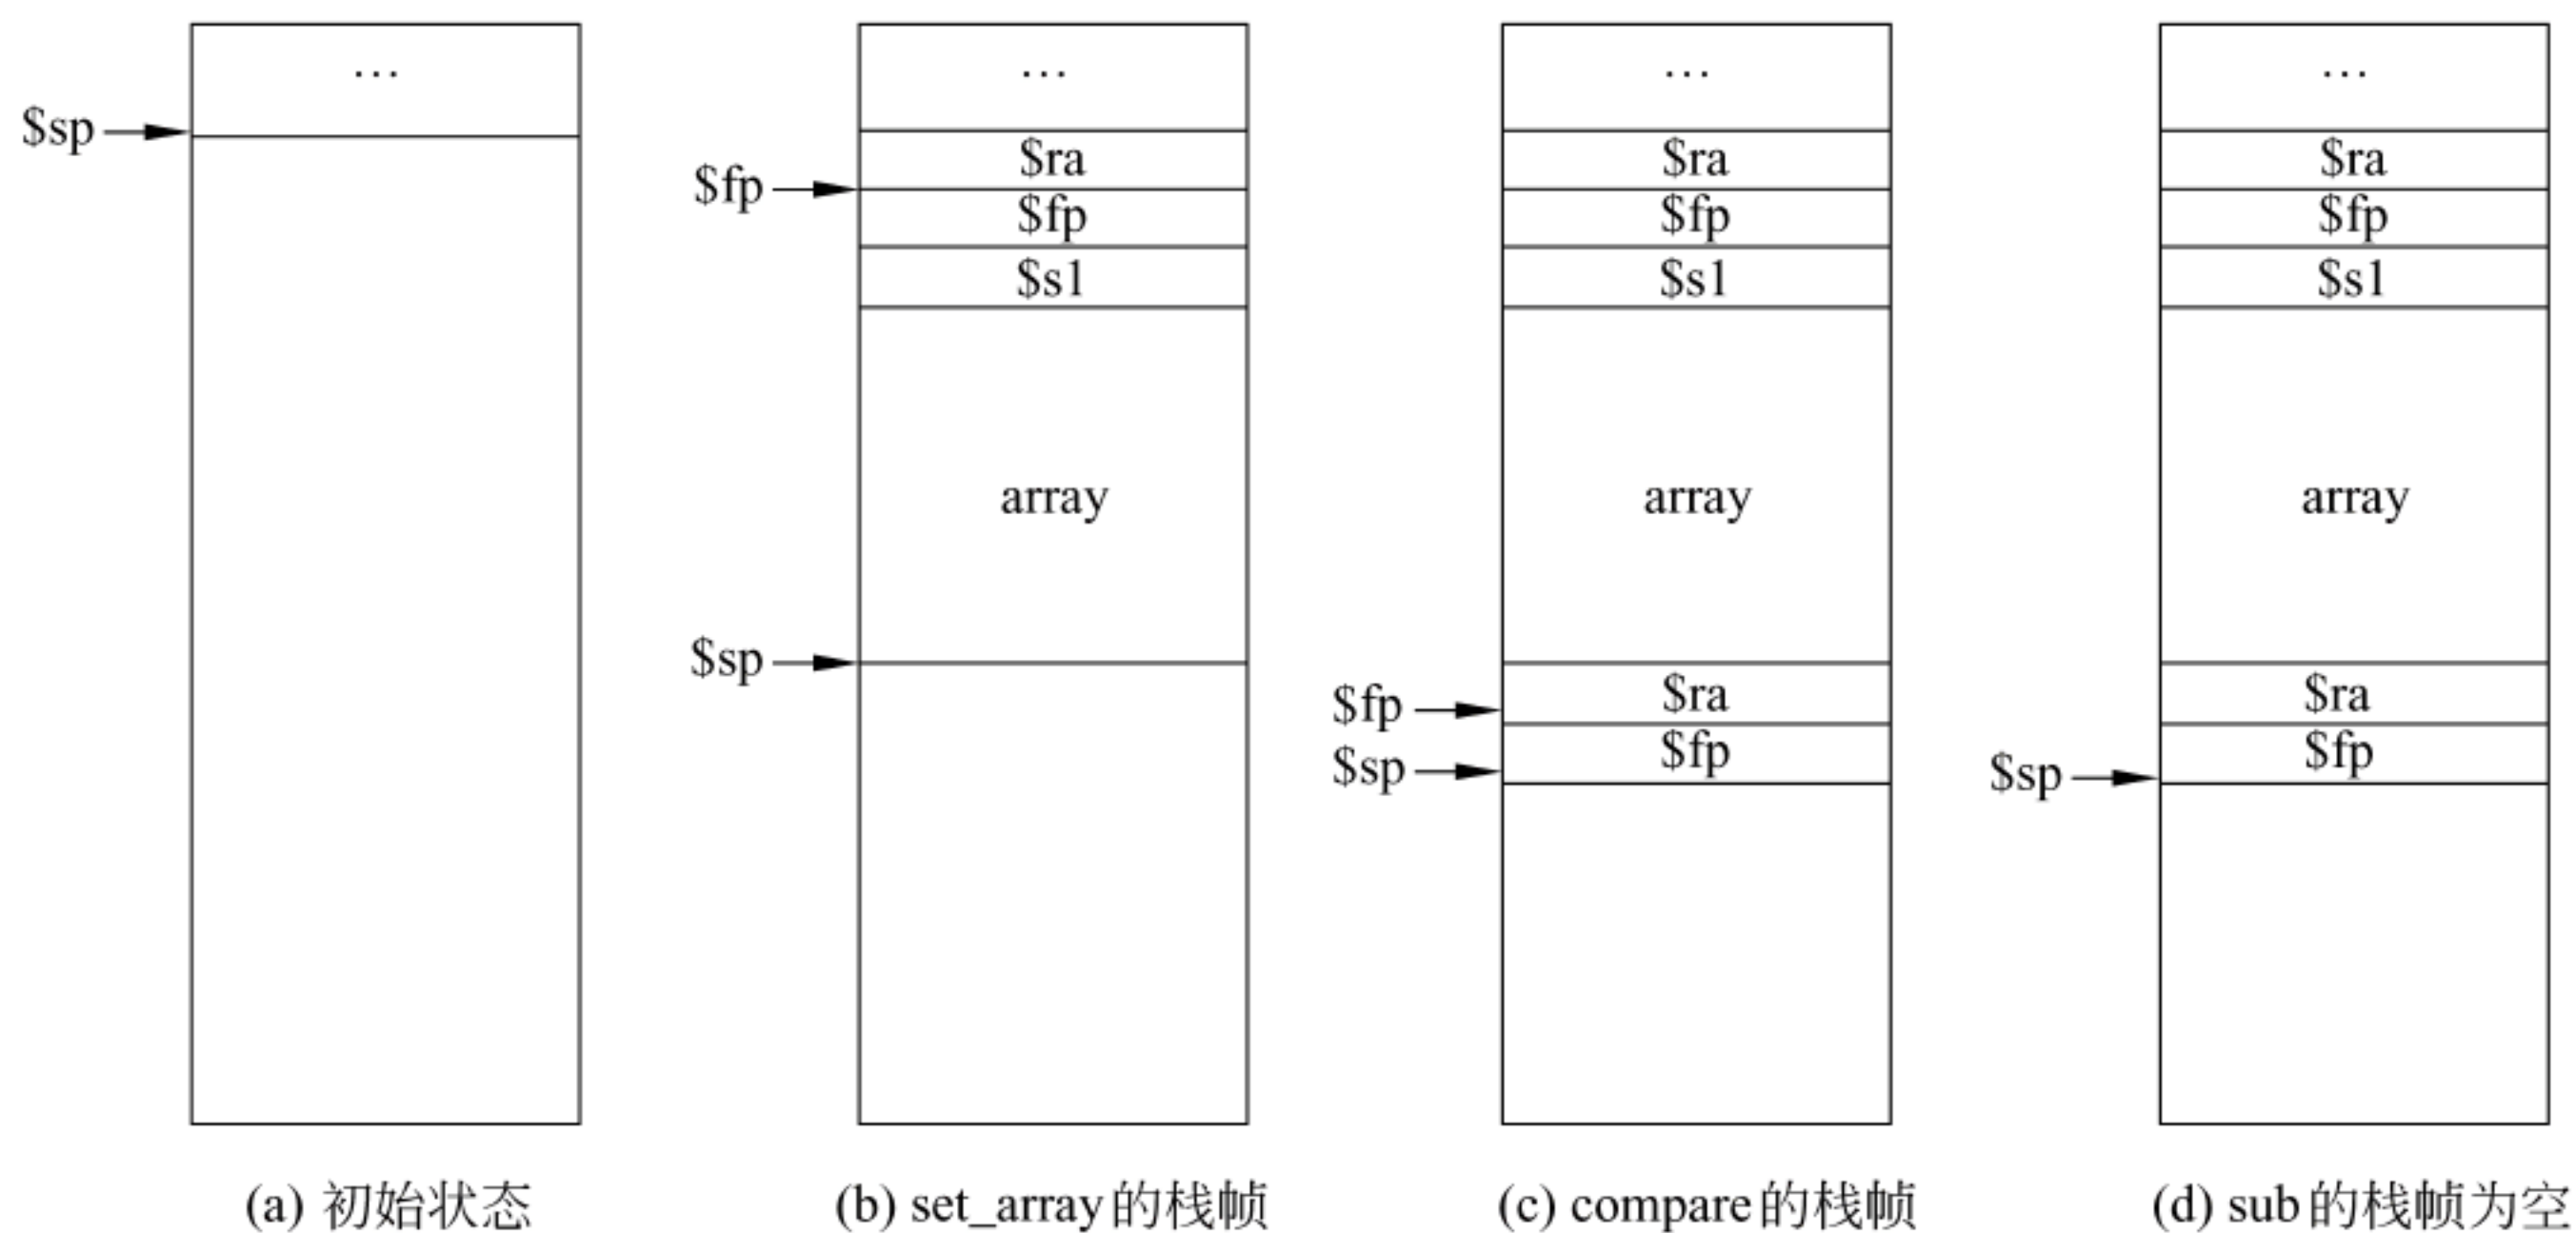 …
$sp
(a) 初始状态
…
$ra
$fp
$fp
$s1
array
$sp
(b) set_array的栈帧
…
$ra
$fp
$s1
array
$ra
$fp
$fp
$sp
(c) compare的栈帧
…
$ra
$fp
$s1
array
$ra
$fp
$sp
(d) sub的栈帧为空